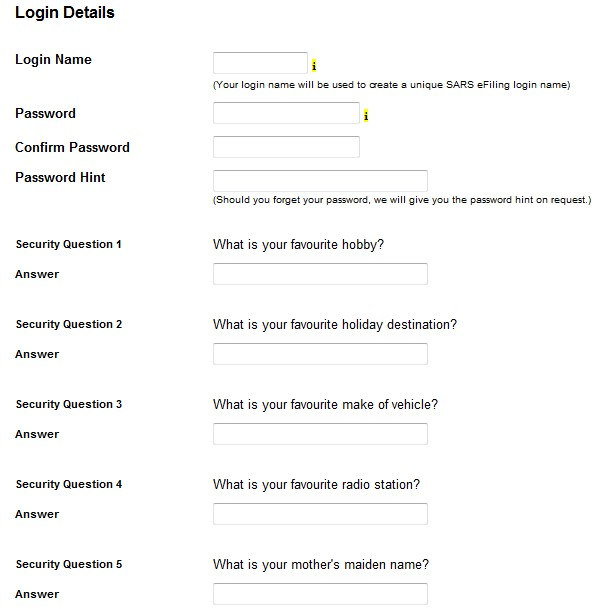 Login Details
Login Name
i
(Your login name will be used to create a unique SARS eFiling login name)
Password
i
Confirm Password
Password Hint
(Should you forget your password, we will give you the password hint on request.)
Security Question 1 What is your favourite hobby?
Answer
Security Question 2 What is your favourite holiday destination?
Answer
Security Question 3 What is your favourite make of vehicle?
Answer
Security Question 4 What is your favourite radio station?
Answer
Security Question 5 What is your mother's maiden name?
Answer